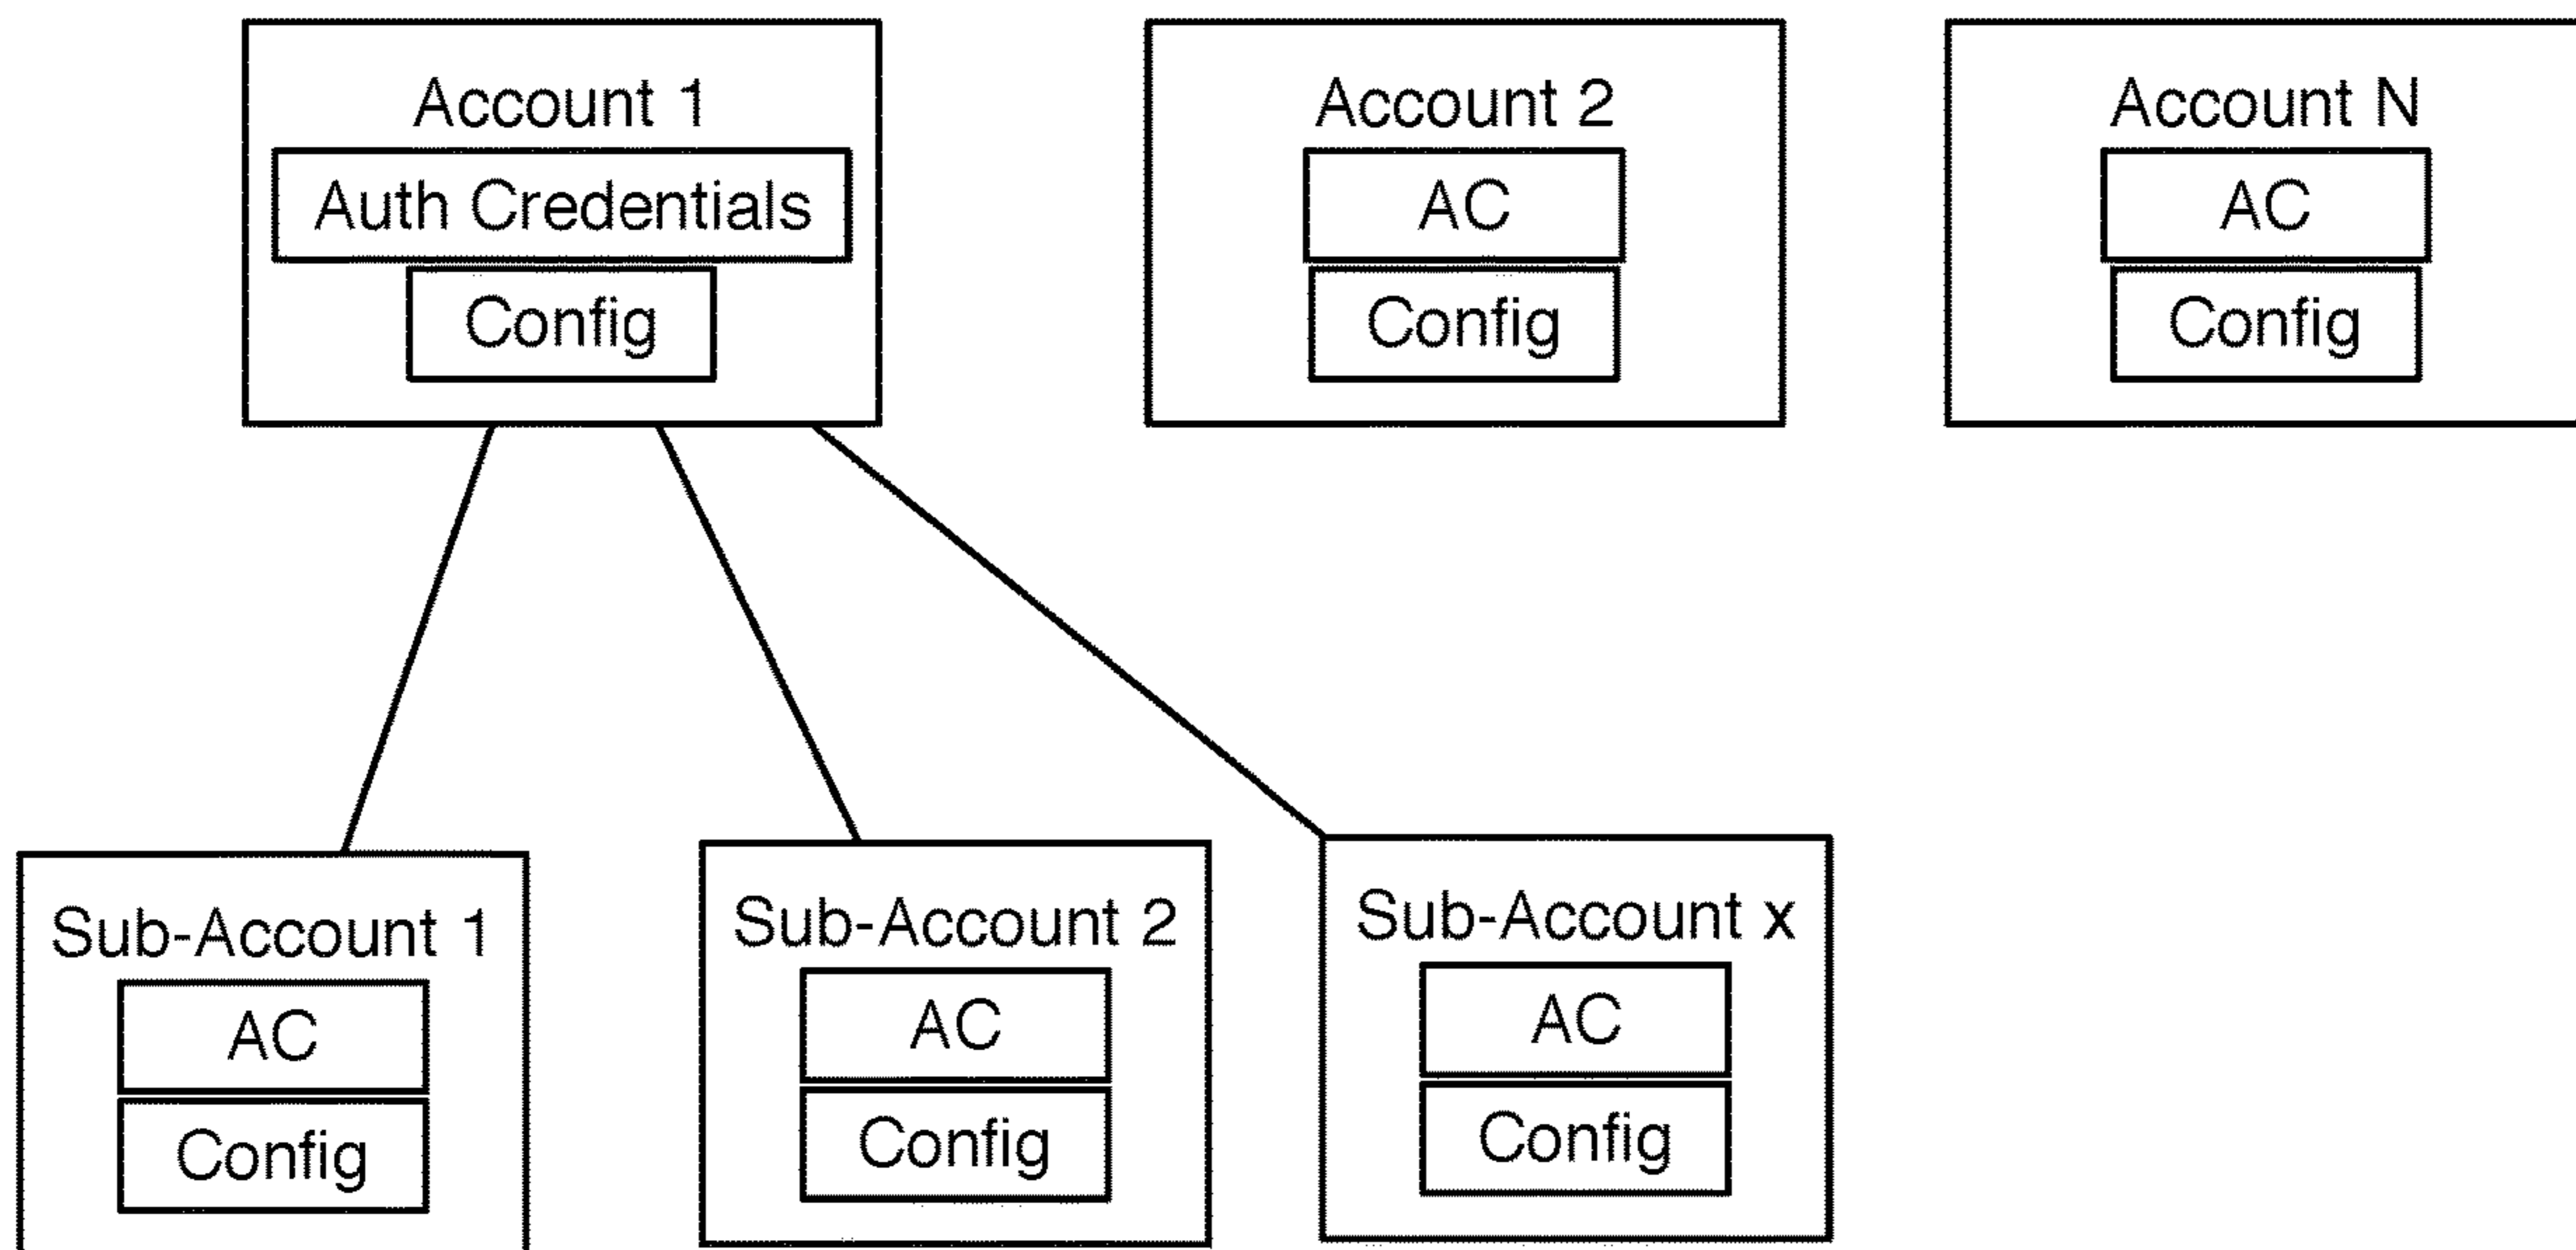 Account 1
Auth Credentials
Config
Account 2
AC
Config
Account N
AC
Config
Sub-Account 1
AC
Config
Sub-Account 2
AC
Config
Sub-Account x
AC
Config